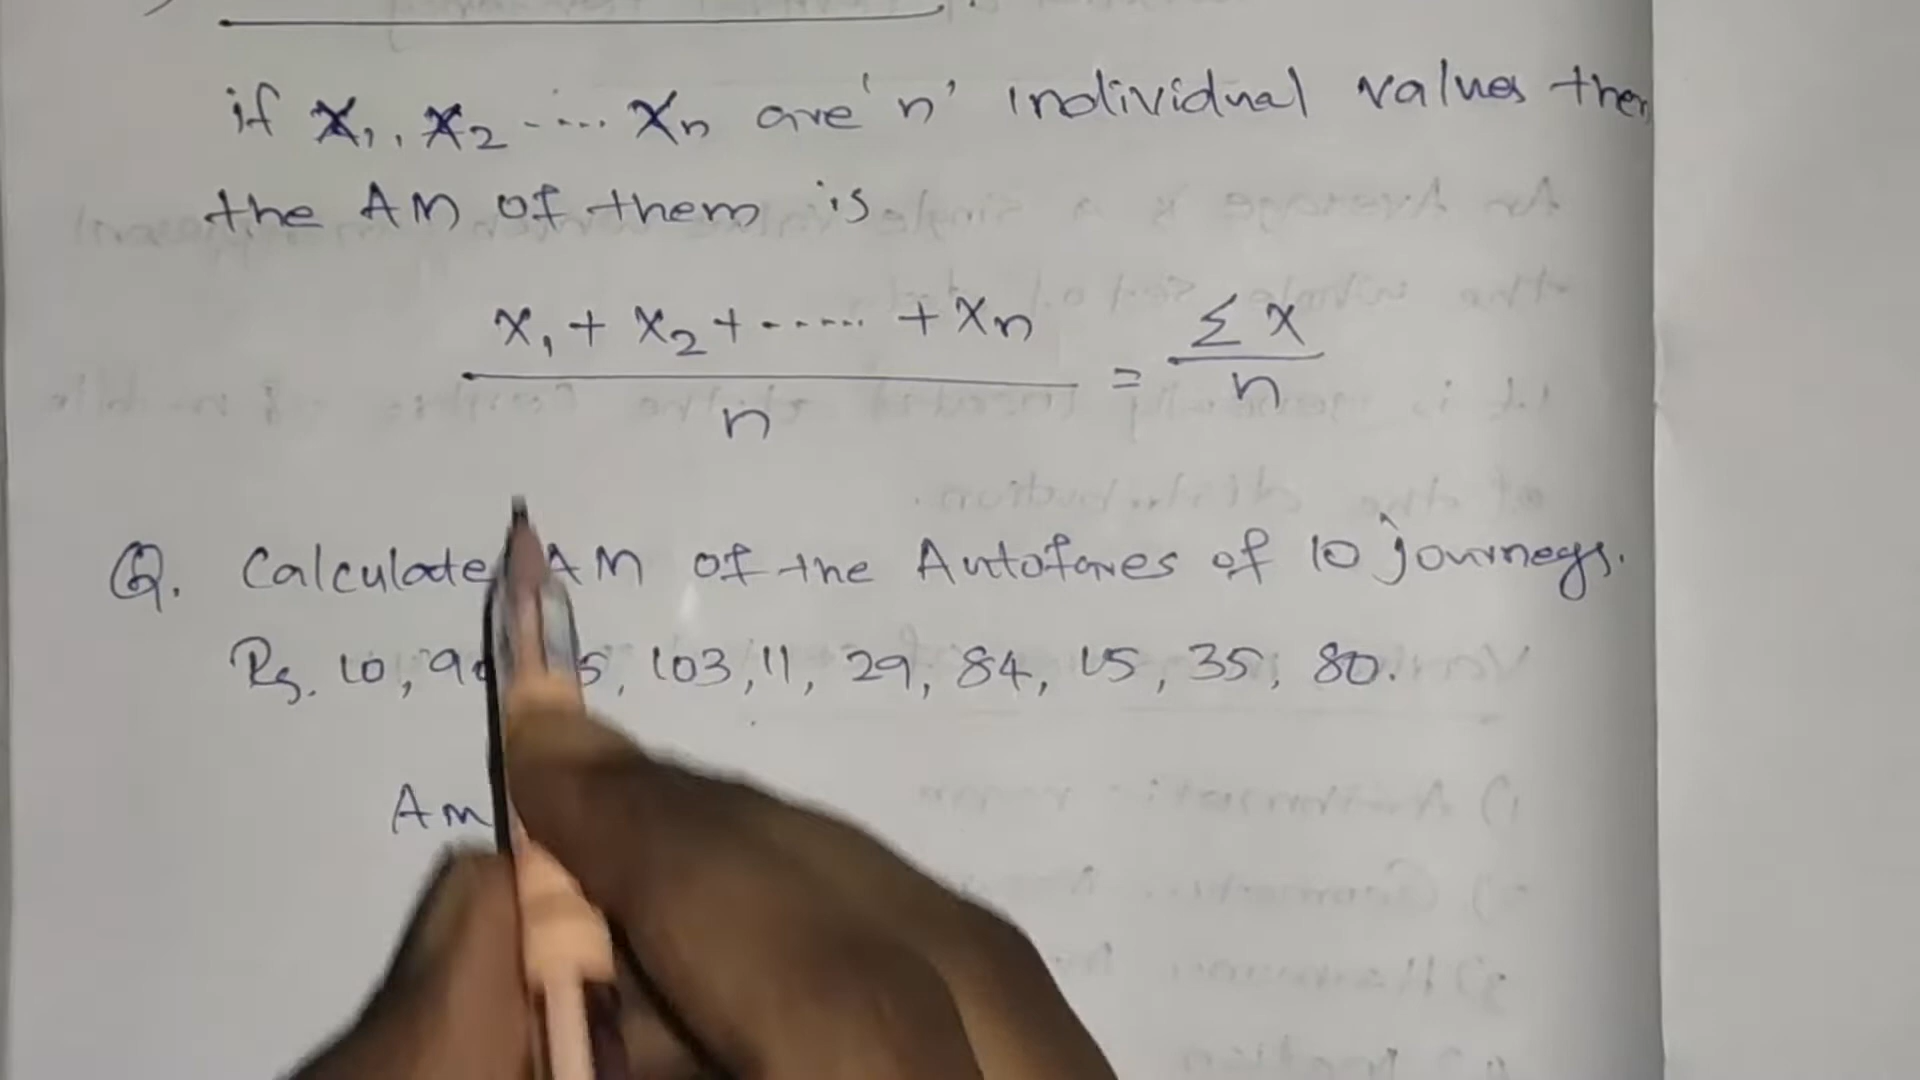 if x₁, x₂ ..... xₙ are 'n' individual values then
the AM of them is
x₁ + x₂ + ...... + xₙ / n = Σx / n
Q. Calculate AM of the Autofares of 10 journeys.
Rs. 10, 103, 11, 29, 84, 15, 35, 80.
Am